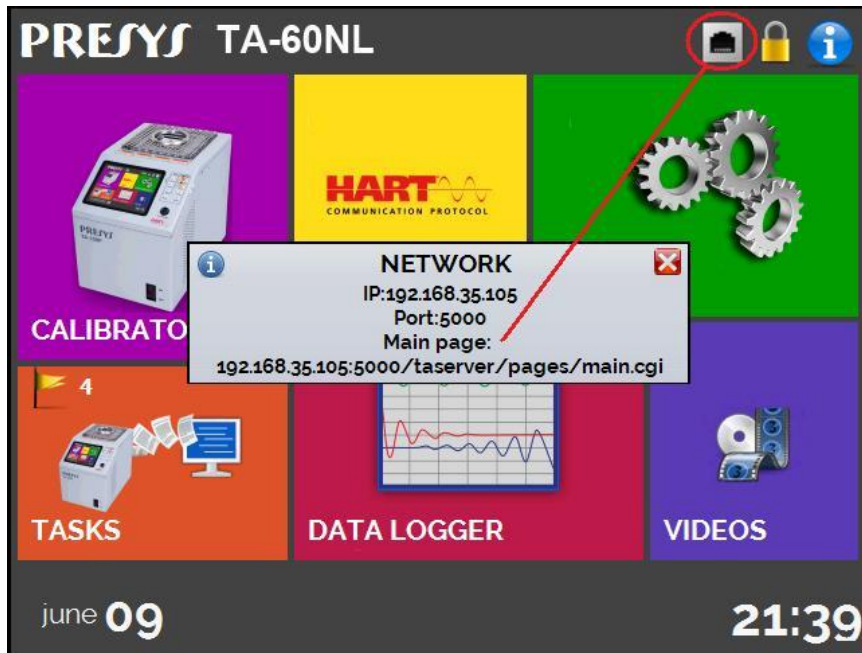 PRESYS TA-60NL
HART
COMMUNICATION PROTOCOL
PRESYS
NETWORK
IP:192.168.35.105
Port:5000
Main page:
192.168.35.105:5000/taserver/pages/main.cgi
CALIBRATO
4
TASKS
DATA LOGGER
VIDEOS
june 09
21:39